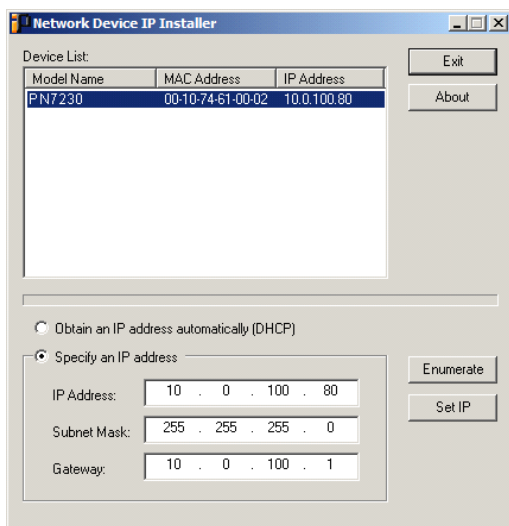 Network Device IP Installer
Device List:
Exit
Model Name MAC Address IP Address
PN7230 00-10-74-61-00-02 10.0.100.80
About
Obtain an IP address automatically (DHCP)
Specify an IP address
Enumerate
IP Address: 10 . 0 . 100 . 80
Set IP
Subnet Mask: 255 . 255 . 255 . 0
Gateway: 10 . 0 . 100 . 1